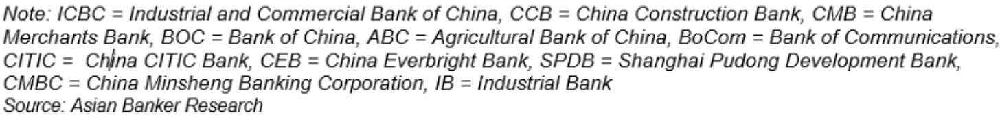 Note: ICBC = Industrial and Commercial Bank of China, CCB = China Construction Bank, CMB = China
Merchants Bank, BOC = Bank of China, ABC = Agricultural Bank of China, BoCom = Bank of Communications,
CITIC =  China CITIC Bank, CEB = China Everbright Bank, SPDB = Shanghai Pudong Development Bank,
CMBC = China Minsheng Banking Corporation, IB = Industrial Bank
Source: Asian Banker Research